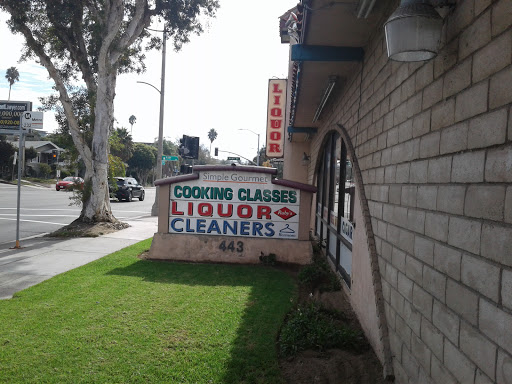 LIQUOR
Simple Gourmet
COOKING CLASSES
LIQUOR
CLEANERS
443